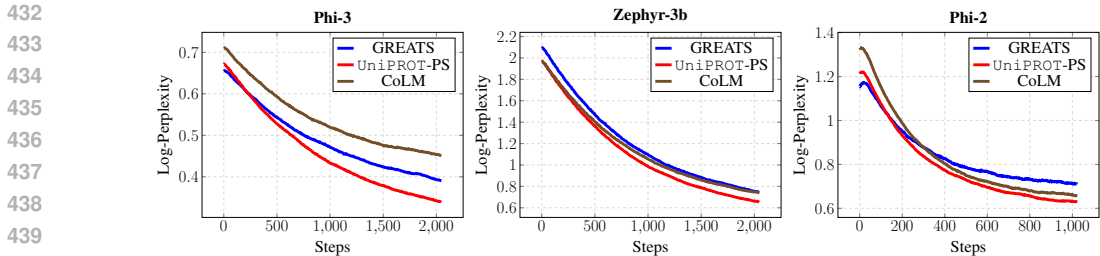 432
433
434
435
436
437
438
439
Phi-3
GREATS
UniPROT-PS
CoLM
0.7
0.6
0.5
0.4
Log-Perplexity
0
500
1,000
1,500
2,000
Steps
Zephyr-3b
GREATS
UniPROT-PS
CoLM
2.2
2
1.8
1.6
1.4
1.2
1
0.8
0.6
Log-Perplexity
0
500
1,000
1,500
2,000
Steps
Phi-2
GREATS
UniPROT-PS
CoLM
1.4
1.2
1
0.8
0.6
Log-Perplexity
0
200
400
600
800
1,000
Steps